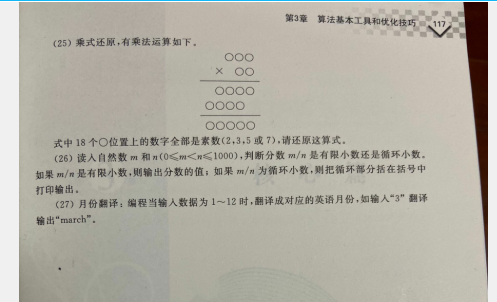 第3章 算法基本工具和优化技巧 117
(25) 乘式还原,有乘法运算如下。
○○○
× ○○
○○○○
○○○○
○○○○○
式中 18 个○位置上的数字全部是素数(2,3,5 或 7),请还原这算式。
(26) 读入自然数 m 和 n(0≤m<n≤1000),判断分数 m/n 是有限小数还是循环小数。
如果 m/n 是有限小数,则输出分数的值;如果 m/n 为循环小数,则把循环部分括在括号中
打印输出。
(27) 月份翻译:编程当输入数据为 1～12 时,翻译成对应的英语月份,如输入“3” 翻译
输出“march”。